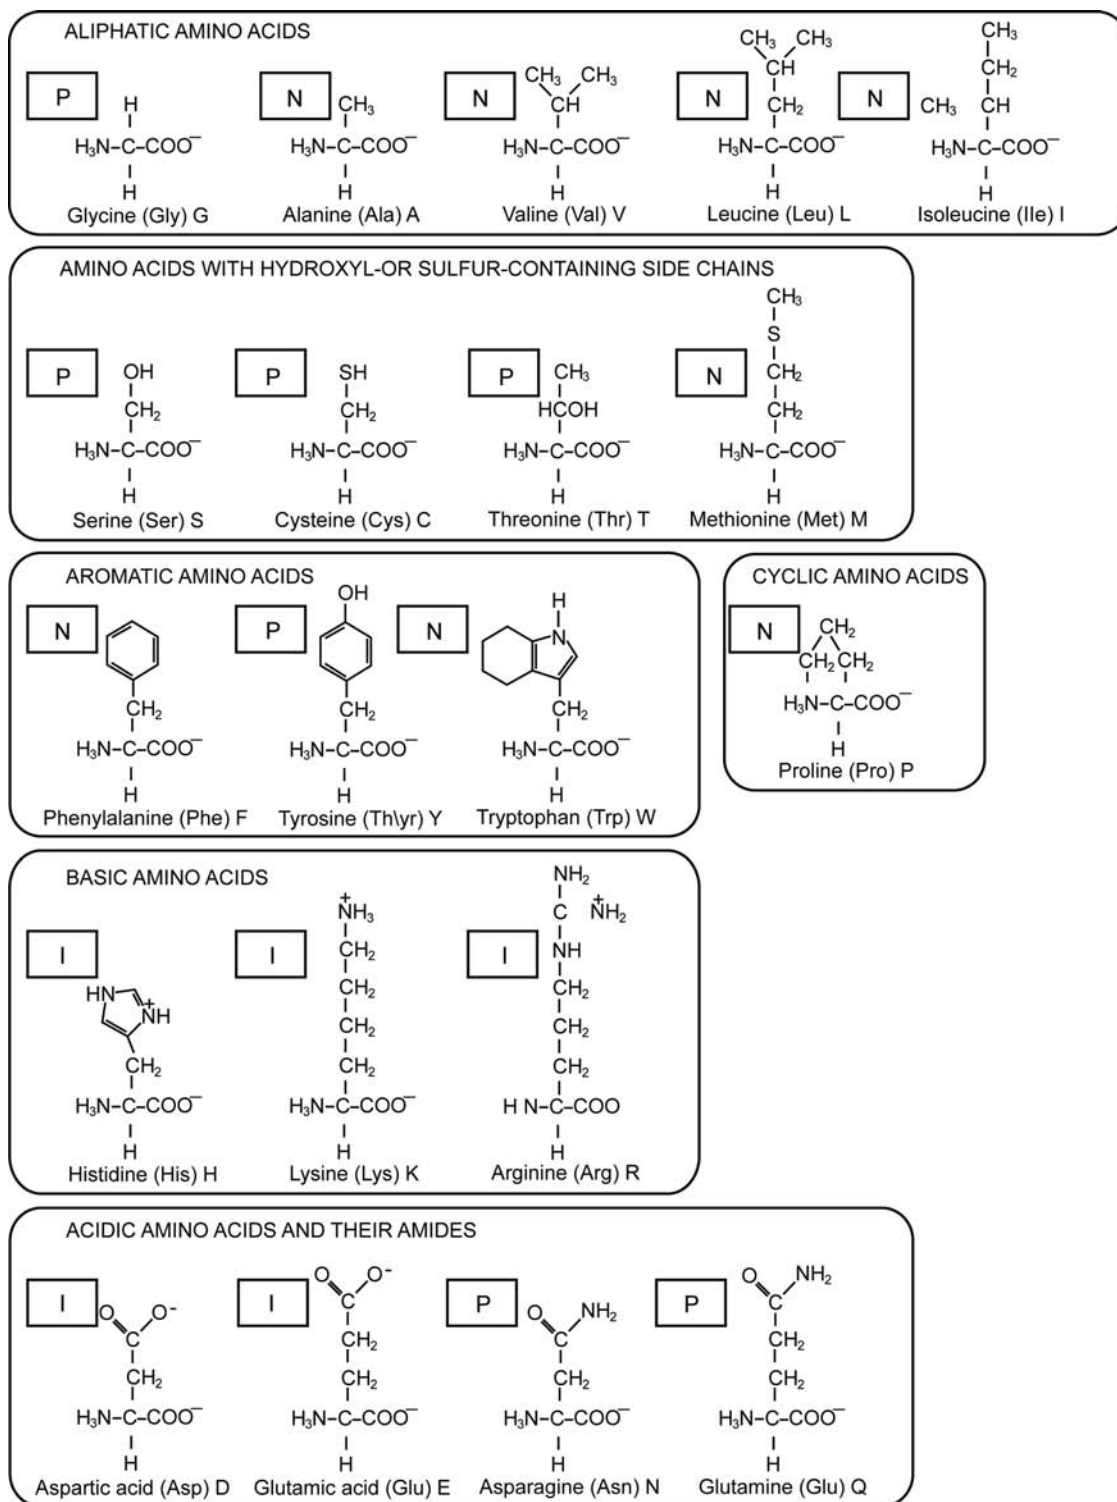 ALIPHATIC AMINO ACIDS
CH₃
CH₃ CH₃
CH₃ CH₃ CH CH₂
P H N CH₃ N CH N CH₂ N CH₃ CH
H₃N–C–COO⁻ H₃N–C–COO⁻ H₃N–C–COO⁻ H₃N–C–COO⁻ H₃N–C–COO⁻
H H H H H
Glycine (Gly) G Alanine (Ala) A Valine (Val) V Leucine (Leu) L Isoleucine (Ile) I
AMINO ACIDS WITH HYDROXYL-OR SULFUR-CONTAINING SIDE CHAINS
CH₃
S
P OH P SH P CH₃ N CH₂
CH₂ CH₂ HCOH CH₂
H₃N–C–COO⁻ H₃N–C–COO⁻ H₃N–C–COO⁻ H₃N–C–COO⁻
H H H H
Serine (Ser) S Cysteine (Cys) C Threonine (Thr) T Methionine (Met) M
AROMATIC AMINO ACIDS
OH H
N P N N
CH₂ CH₂ CH₂
H₃N–C–COO⁻ H₃N–C–COO⁻ H₃N–C–COO⁻
H H H
Phenylalanine (Phe) F Tyrosine (Th\yr) Y Tryptophan (Trp) W
CYCLIC AMINO ACIDS
N CH₂
CH₂ CH₂
H₃N–C–COO⁻
H
Proline (Pro) P
BASIC AMINO ACIDS
NH₂
+ +
NH₃ C NH₂
I I CH₂ I NH
HN + NH CH₂ CH₂
CH₂ CH₂
CH₂ CH₂ CH₂
H₃N–C–COO⁻ H₃N–C–COO⁻ H N–C–COO
H H H
Histidine (His) H Lysine (Lys) K Arginine (Arg) R
ACIDIC AMINO ACIDS AND THEIR AMIDES
O O⁻ O NH₂
I O O⁻ I C P O NH₂ P C
C CH₂ C CH₂
CH₂ CH₂ CH₂ CH₂
H₃N–C–COO⁻ H₃N–C–COO⁻ H₃N–C–COO⁻ H₃N–C–COO⁻
H H H H
Aspartic acid (Asp) D Glutamic acid (Glu) E Asparagine (Asn) N Glutamine (Glu) Q